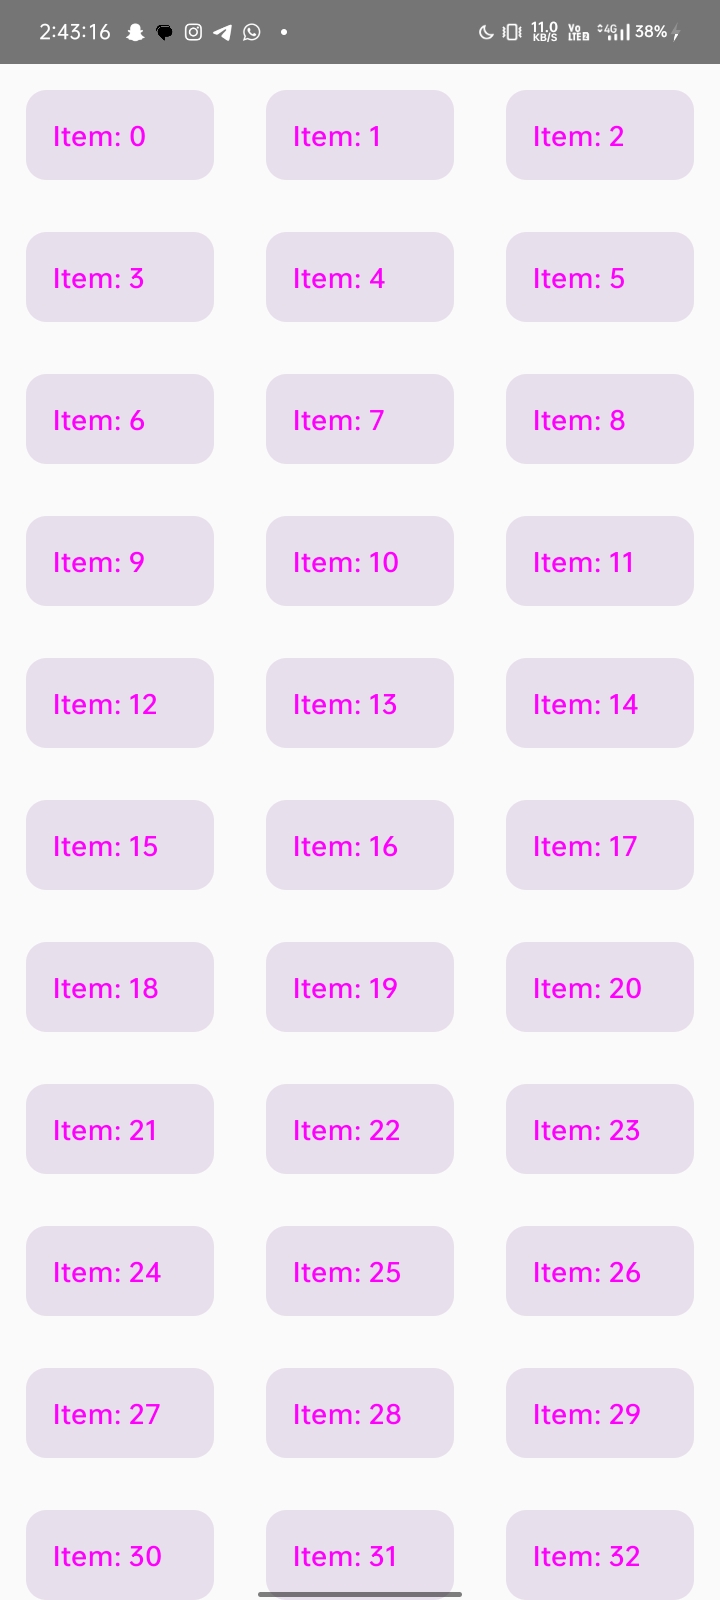 2:43:16 11.0 KB/S Vo LTE 2 4G 38%
Item: 0 Item: 1 Item: 2
Item: 3 Item: 4 Item: 5
Item: 6 Item: 7 Item: 8
Item: 9 Item: 10 Item: 11
Item: 12 Item: 13 Item: 14
Item: 15 Item: 16 Item: 17
Item: 18 Item: 19 Item: 20
Item: 21 Item: 22 Item: 23
Item: 24 Item: 25 Item: 26
Item: 27 Item: 28 Item: 29
Item: 30 Item: 31 Item: 32